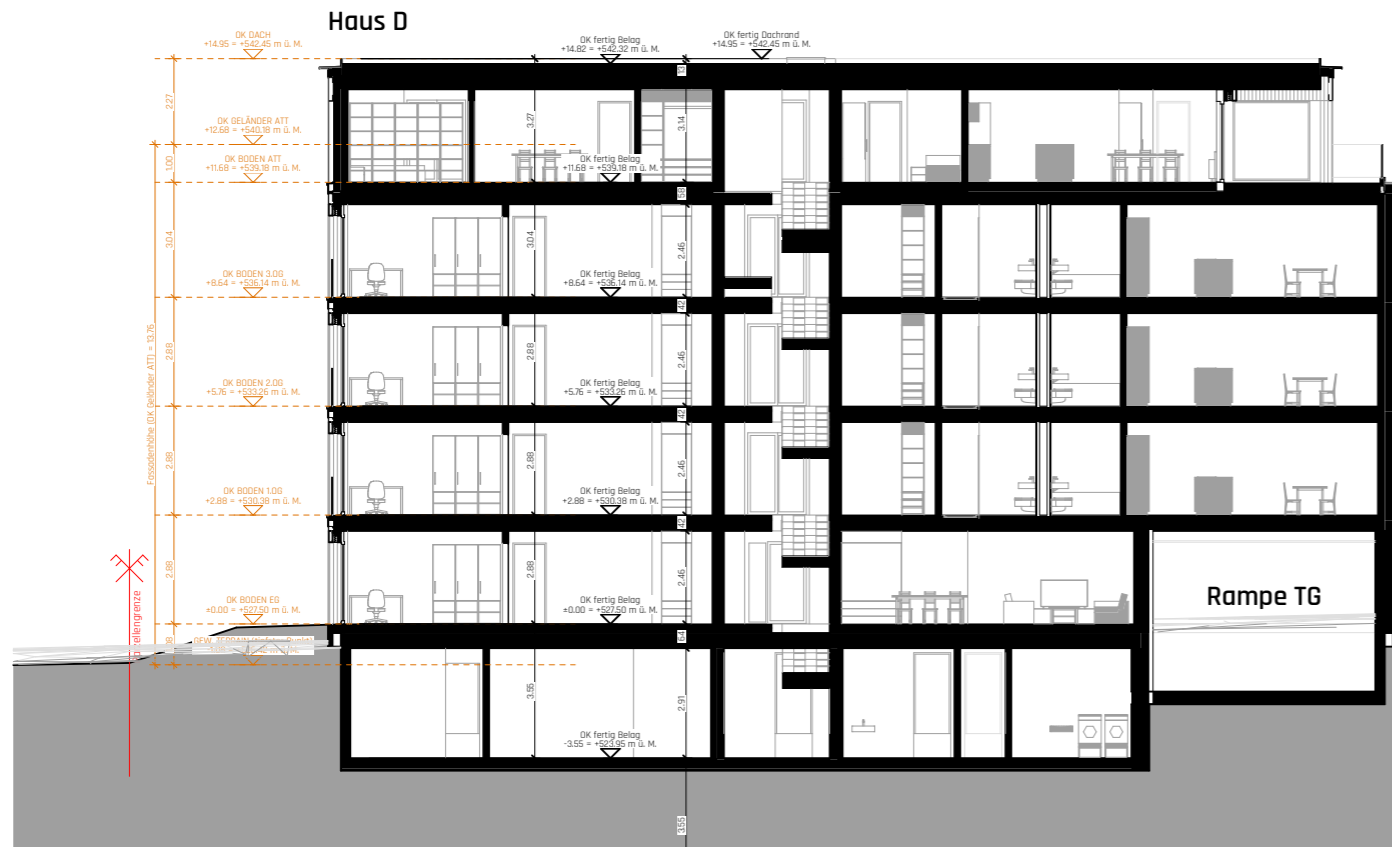 Haus D
OK DACH
+14.95 = +542.45 m ü. M.
OK fertig Belag
+14.82 = +542.32 m ü. M.
OK fertig Dachrand
+14.95 = +542.45 m ü. M.
13
2.27
3.27
3.14
OK GELÄNDER ATT
+12.68 = +540.18 m ü. M.
1.00
OK BODEN ATT
+11.68 = +539.18 m ü. M.
OK fertig Belag
+11.68 = +539.18 m ü. M.
58
3.04
3.04
2.46
OK BODEN 3.OG
+8.64 = +536.14 m ü. M.
OK fertig Belag
+8.64 = +536.14 m ü. M.
42
Fassadenhöhe (OK Geländer ATT) = 13.76
2.88
2.88
2.46
OK BODEN 2.OG
+5.76 = +533.26 m ü. M.
OK fertig Belag
+5.76 = +533.26 m ü. M.
42
2.88
2.88
2.46
OK BODEN 1.OG
+2.88 = +530.38 m ü. M.
OK fertig Belag
+2.88 = +530.38 m ü. M.
42
2.88
2.88
2.46
OK BODEN EG
±0.00 = +527.50 m ü. M.
OK fertig Belag
±0.00 = +527.50 m ü. M.
Rampe TG
64
3.55
2.91
OK fertig Belag
-3.55 = +523.95 m ü. M.
3.55